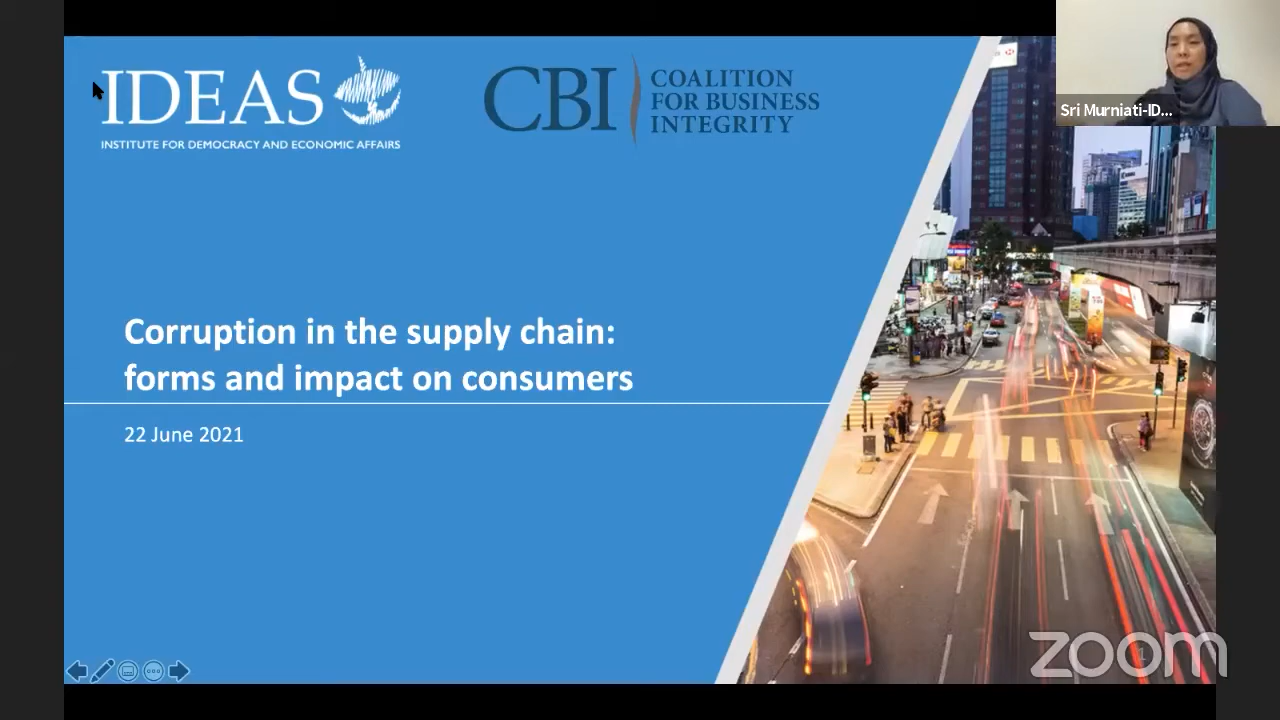 IDEAS
INSTITUTE FOR DEMOCRACY AND ECONOMIC AFFAIRS
CBI
COALITION
FOR BUSINESS
INTEGRITY
Sri Murniati-ID...
Corruption in the supply chain:
forms and impact on consumers
22 June 2021
1
zoom